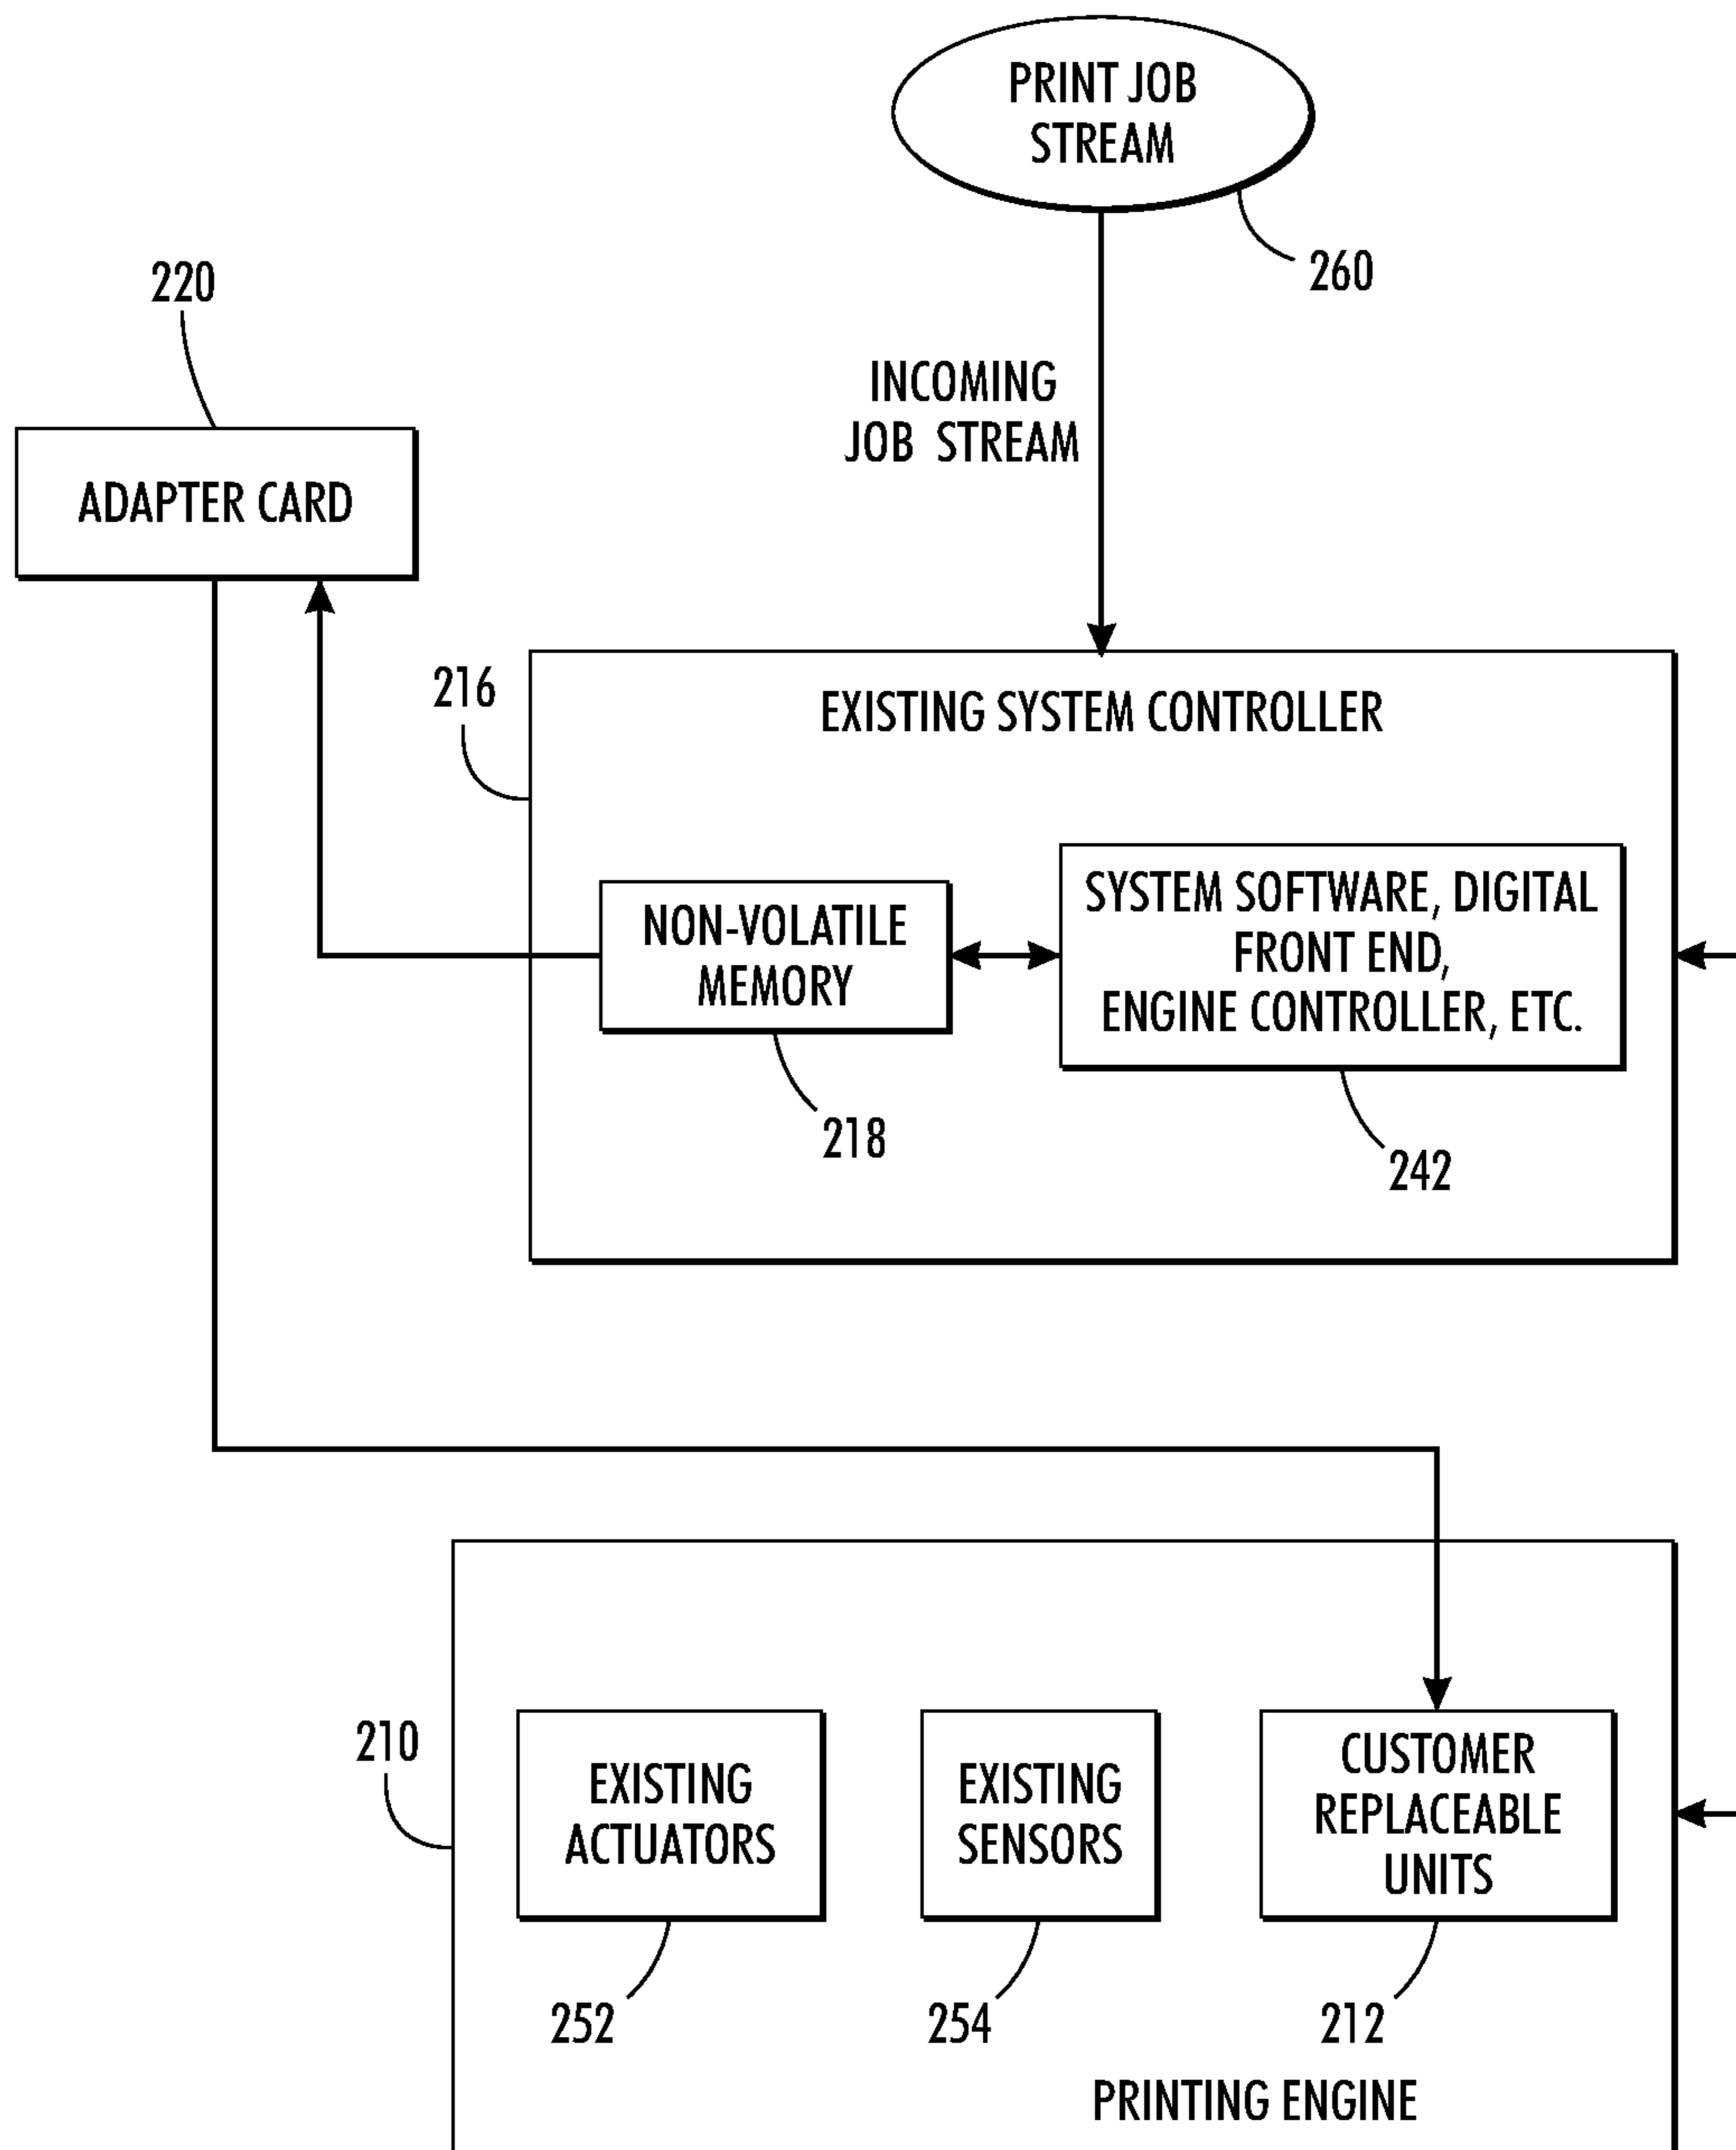 PRINT JOB
STREAM
260
220
INCOMING
JOB STREAM
ADAPTER CARD
216
EXISTING SYSTEM CONTROLLER
NON-VOLATILE
MEMORY
SYSTEM SOFTWARE, DIGITAL
FRONT END,
ENGINE CONTROLLER, ETC.
218
242
210
EXISTING
ACTUATORS
EXISTING
SENSORS
CUSTOMER
REPLACEABLE
UNITS
252
254
212
PRINTING ENGINE